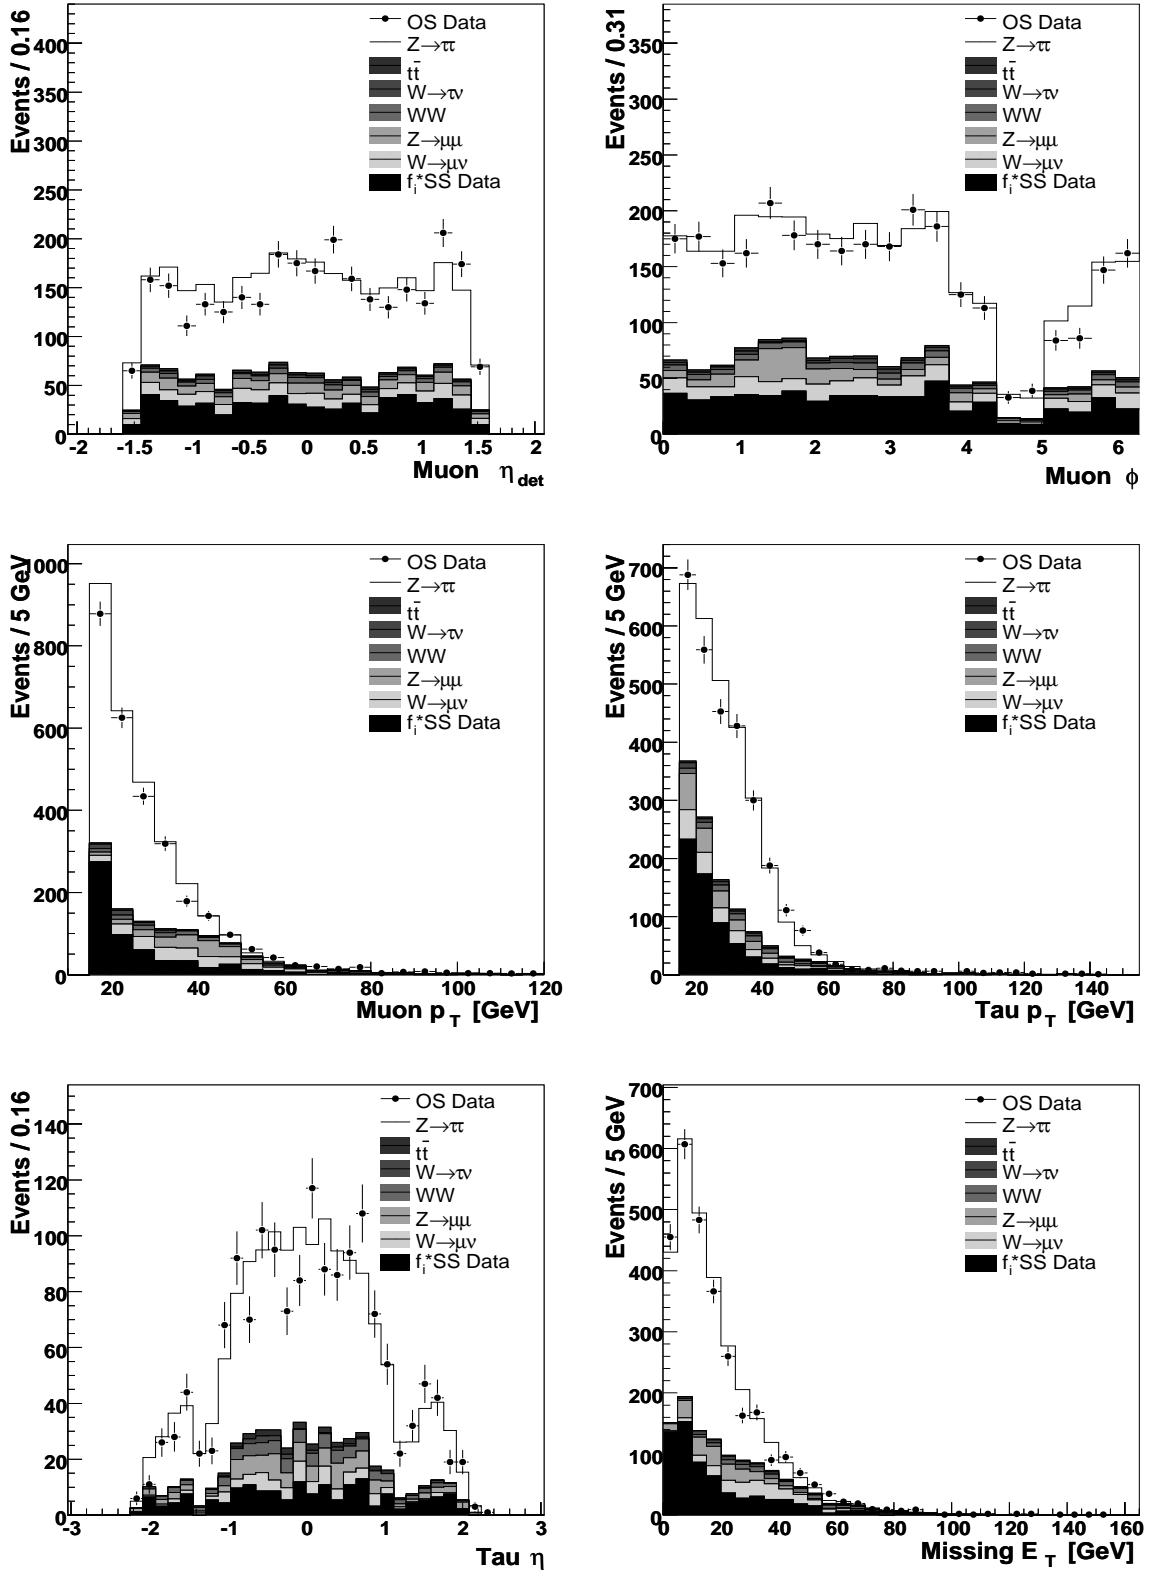 Events / 0.16
400
350
300
250
200
150
100
50
0
-2 -1.5 -1 -0.5 0 0.5 1 1.5 2
Muon η det
OS Data
Z→ττ
tt̄
W→τν
WW
Z→μμ
W→μν
f_i*SS Data
Events / 0.31
350
300
250
200
150
100
50
0
0 1 2 3 4 5 6
Muon ϕ
OS Data
Z→ττ
tt̄
W→τν
WW
Z→μμ
W→μν
f_i*SS Data
Events / 5 GeV
1000
800
600
400
200
0
20 40 60 80 100 120
Muon p_T [GeV]
OS Data
Z→ττ
tt̄
W→τν
WW
Z→μμ
W→μν
f_i*SS Data
Events / 5 GeV
700
600
500
400
300
200
100
0
20 40 60 80 100 120 140
Tau p_T [GeV]
OS Data
Z→ττ
tt̄
W→τν
WW
Z→μμ
W→μν
f_i*SS Data
Events / 0.16
140
120
100
80
60
40
20
0
-3 -2 -1 0 1 2 3
Tau η
OS Data
Z→ττ
tt̄
W→τν
WW
Z→μμ
W→μν
f_i*SS Data
Events / 5 GeV
700
600
500
400
300
200
100
0
0 20 40 60 80 100 120 140 160
Missing E_T [GeV]
OS Data
Z→ττ
tt̄
W→τν
WW
Z→μμ
W→μν
f_i*SS Data